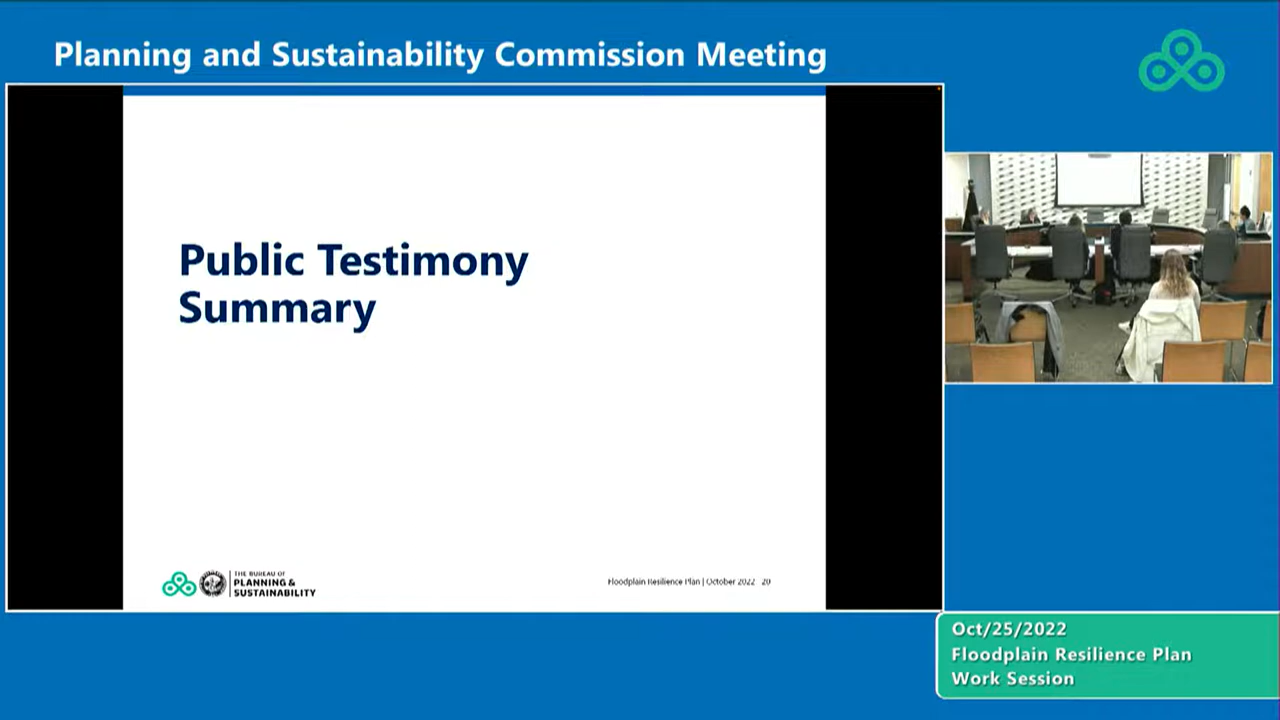 Planning and Sustainability Commission Meeting
Public Testimony
Summary
THE BUREAU OF
PLANNING &
SUSTAINABILITY
Floodplain Resilience Plan | October 2022 20
Oct/25/2022
Floodplain Resilience Plan
Work Session